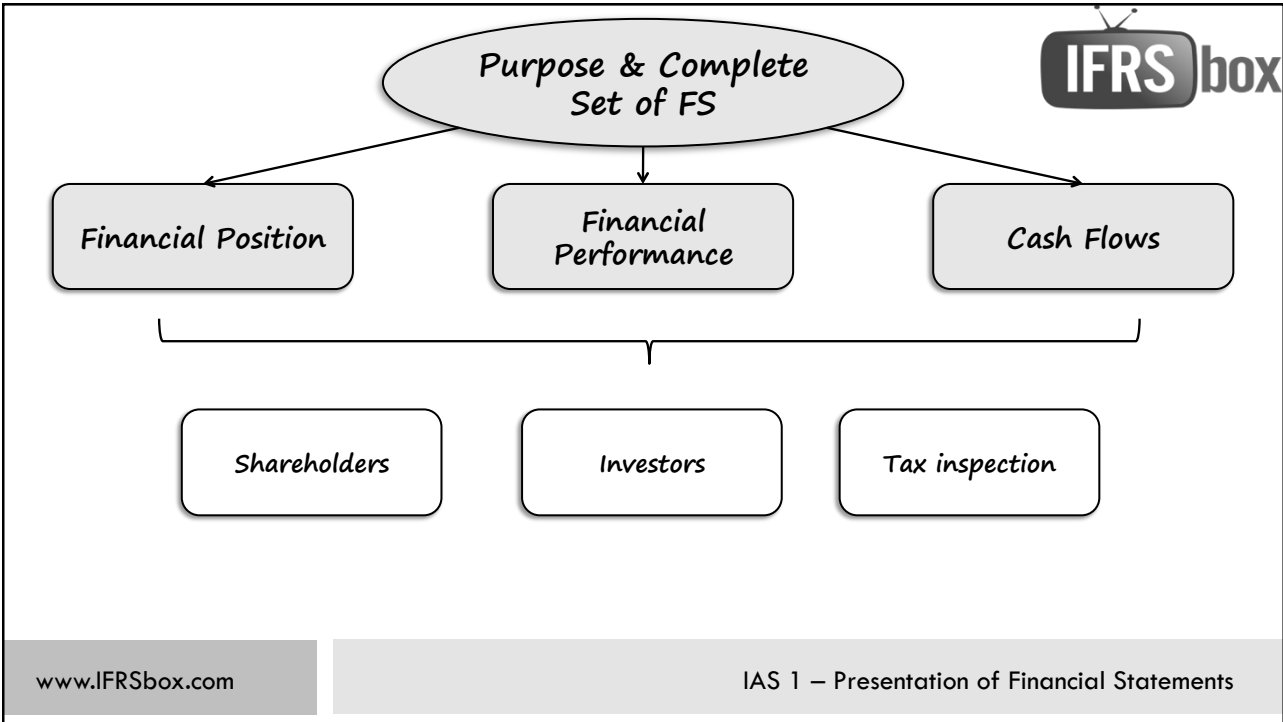 Purpose & Complete
Set of FS
IFRS box
Financial Position
Financial
Performance
Cash Flows
Shareholders
Investors
Tax inspection
www.IFRSbox.com
IAS 1 – Presentation of Financial Statements